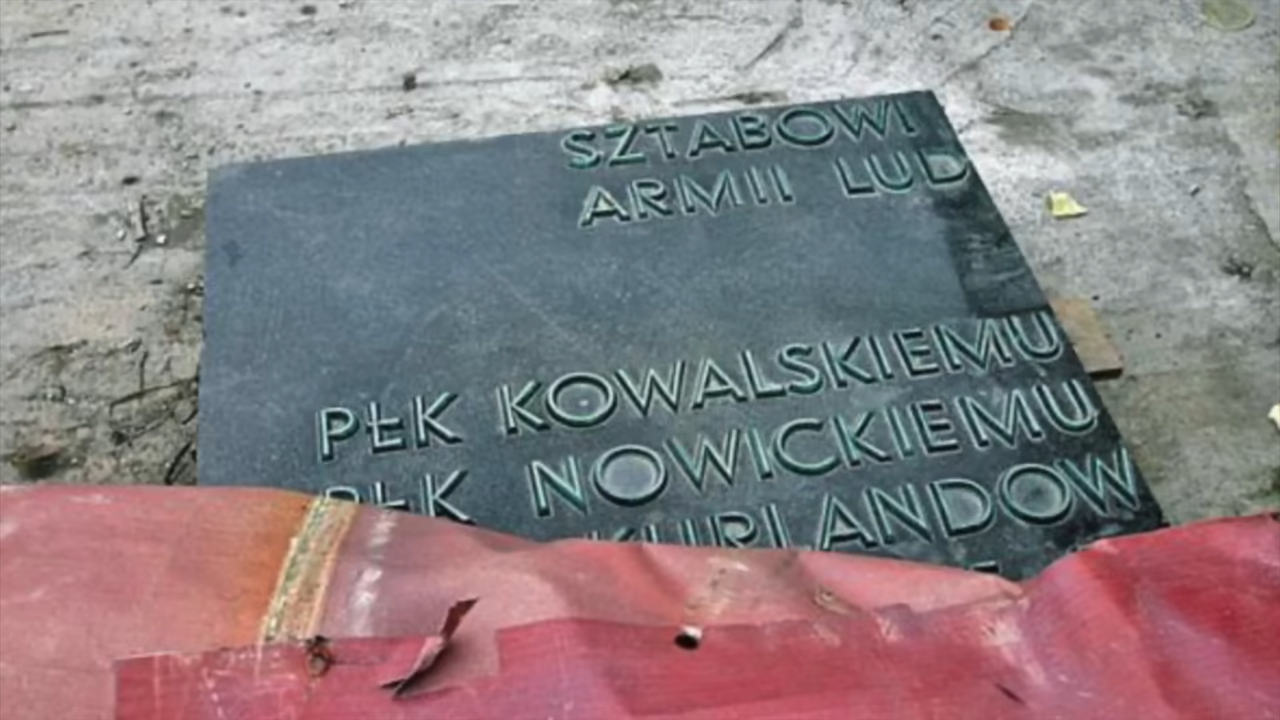 SZTABOWI
ARMII LUD
PŁK KOWALSKIEMU
PŁK NOWICKIEMU
KURLANDOW